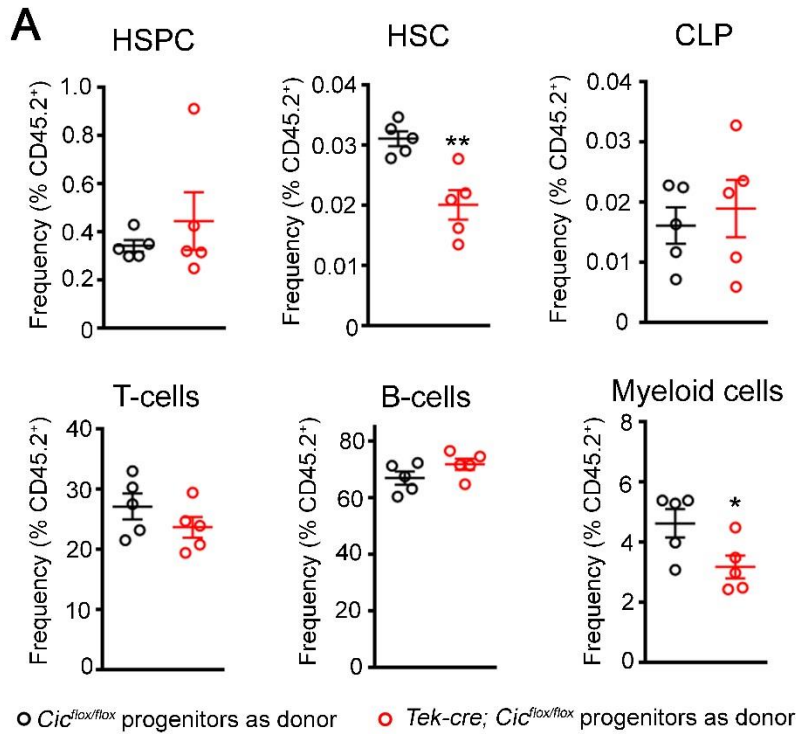 A
HSPC
HSC
CLP
Frequency (% CD45.2⁺)
1.0
0.8
0.6
0.4
0.2
0
Frequency (% CD45.2⁺)
0.04
0.03
0.02
0.01
0
**
Frequency (% CD45.2⁺)
0.04
0.03
0.02
0.01
0
T-cells
B-cells
Myeloid cells
Frequency (% CD45.2⁺)
40
30
20
10
0
Frequency (% CD45.2⁺)
80
60
40
20
0
Frequency (% CD45.2⁺)
8
6
4
2
0
*
Cic^flox/flox progenitors as donor
Tek-cre; Cic^flox/flox progenitors as donor